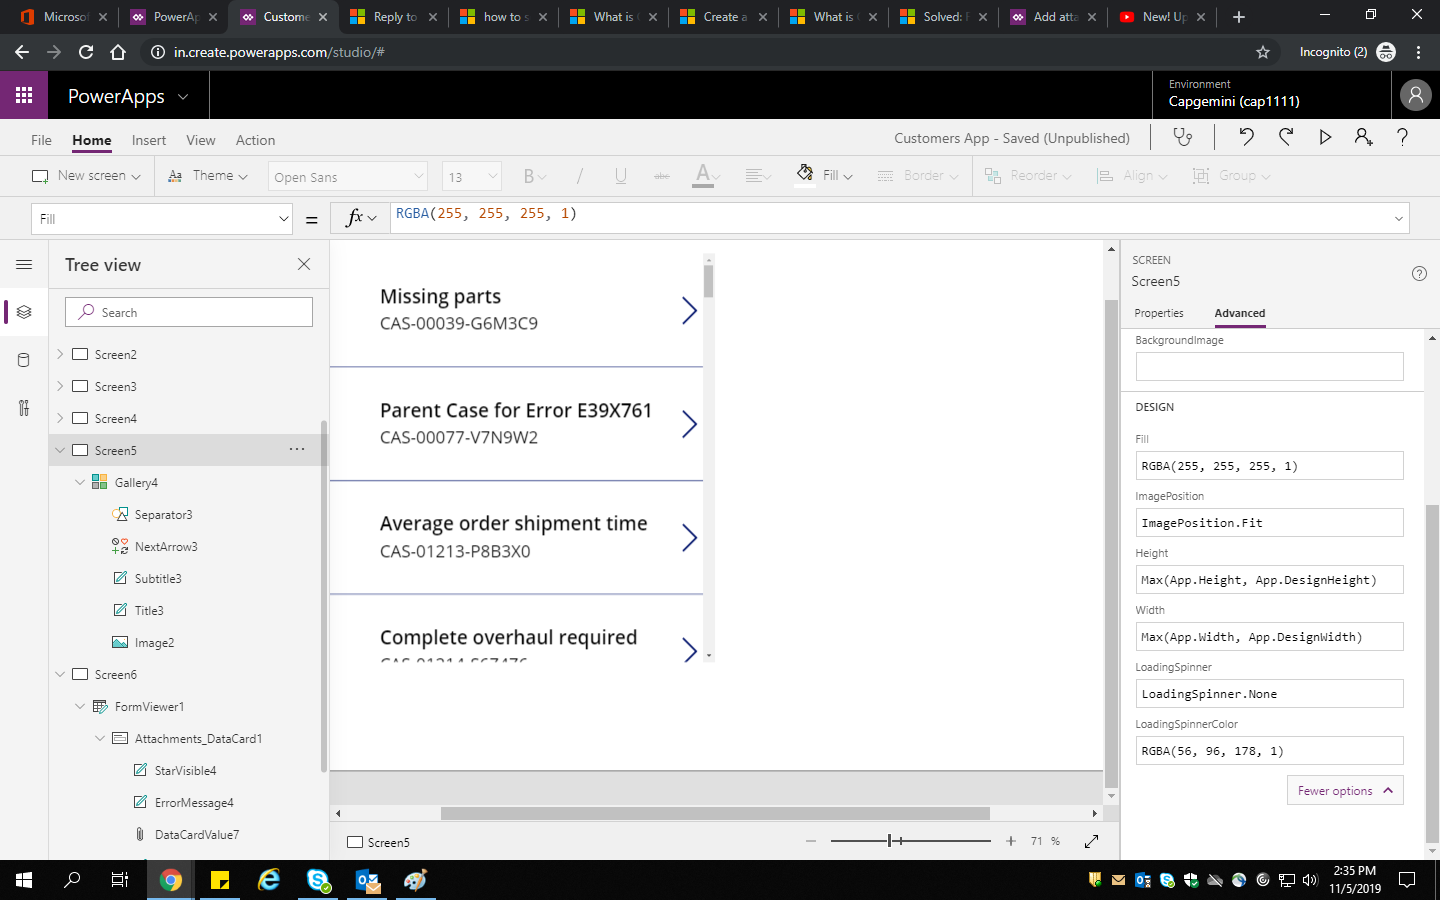 Microsof
PowerAp
Custome
Reply to
how to s
What is
Create a
What is
Solved:
Add atta
New! Up
in.create.powerapps.com/studio/#
Incognito (2)
PowerApps
Environment
Capgemini (cap1111)
File
Home
Insert
View
Action
Customers App - Saved (Unpublished)
New screen
Aa Theme
Open Sans
13
B
/
U
abc
A
Fill
Border
Reorder
Align
Group
Fill
=
fx
RGBA(255, 255, 255, 1)
Tree view
Search
Screen2
Screen3
Screen4
Screen5
Gallery4
Separator3
NextArrow3
Subtitle3
Title3
Image2
Screen6
FormViewer1
Attachments_DataCard1
StarVisible4
ErrorMessage4
DataCardValue7
Missing parts
CAS-00039-G6M3C9
Parent Case for Error E39X761
CAS-00077-V7N9W2
Average order shipment time
CAS-01213-P8B3X0
Complete overhaul required
Screen5
71 %
SCREEN
Screen5
Properties
Advanced
BackgroundImage
DESIGN
Fill
RGBA(255, 255, 255, 1)
ImagePosition
ImagePosition.Fit
Height
Max(App.Height, App.DesignHeight)
Width
Max(App.Width, App.DesignWidth)
LoadingSpinner
LoadingSpinner.None
LoadingSpinnerColor
RGBA(56, 96, 178, 1)
Fewer options
2:35 PM
11/5/2019